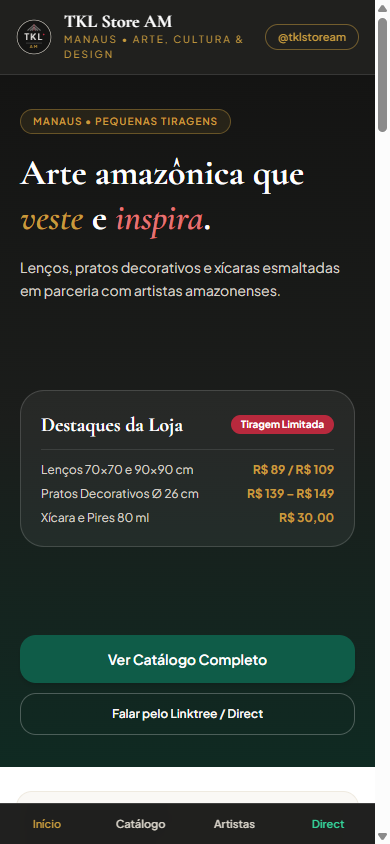 TKL
AM
TKL Store AM
MANAUS • ARTE, CULTURA &
DESIGN
@tklstoream
MANAUS • PEQUENAS TIRAGENS
Arte amazônica que
veste e inspira.
Lenços, pratos decorativos e xícaras esmaltadas
em parceria com artistas amazonenses.
Destaques da Loja
Tiragem Limitada
Lenços 70×70 e 90×90 cm
R$ 89 / R$ 109
Pratos Decorativos Ø 26 cm
R$ 139 – R$ 149
Xícara e Pires 80 ml
R$ 30,00
Ver Catálogo Completo
Falar pelo Linktree / Direct
Início
Catálogo
Artistas
Direct